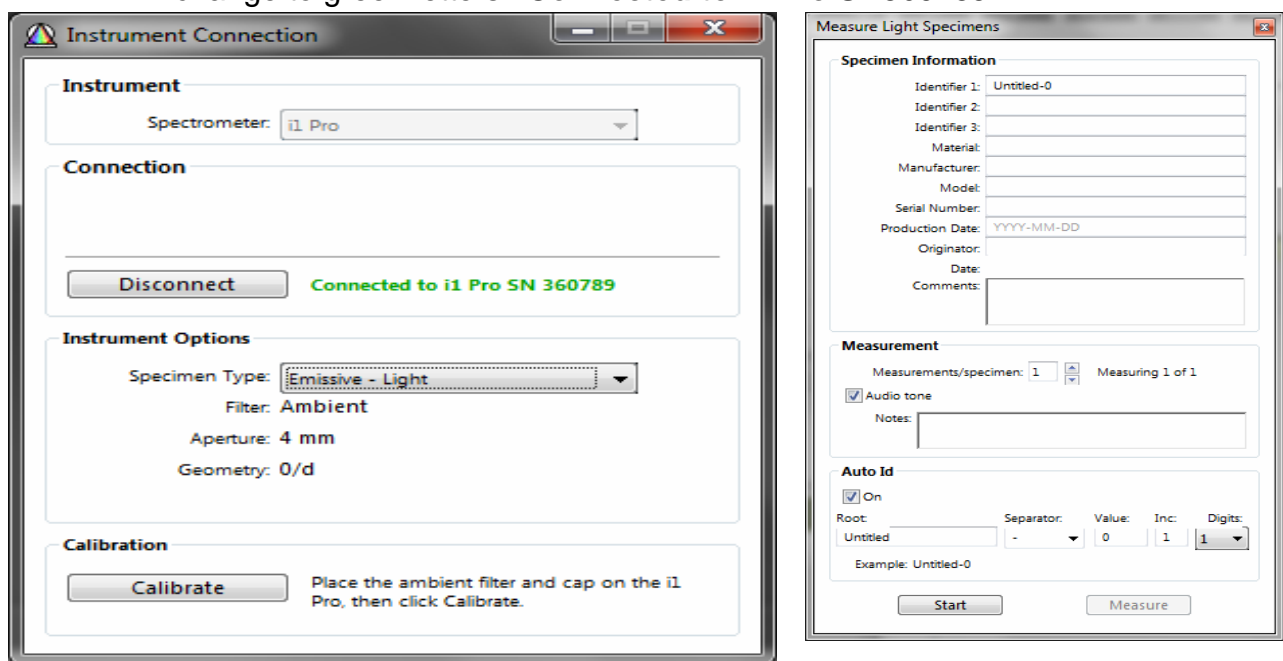 Instrument Connection
Instrument
Spectrometer: i1 Pro
Connection
Disconnect Connected to i1 Pro SN 360789
Instrument Options
Specimen Type: Emissive - Light
Filter: Ambient
Aperture: 4 mm
Geometry: 0/d
Calibration
Calibrate Place the ambient filter and cap on the i1
Pro, then click Calibrate.
Measure Light Specimens
Specimen Information
Identifier 1: Untitled-0
Identifier 2:
Identifier 3:
Material:
Manufacturer:
Model:
Serial Number:
Production Date: YYYY-MM-DD
Originator:
Date:
Comments:
Measurement
Measurements/specimen: 1 Measuring 1 of 1
Audio tone
Notes:
Auto Id
On
Root: Separator: Value: Inc: Digits:
Untitled - 0 1 1
Example: Untitled-0
Start Measure